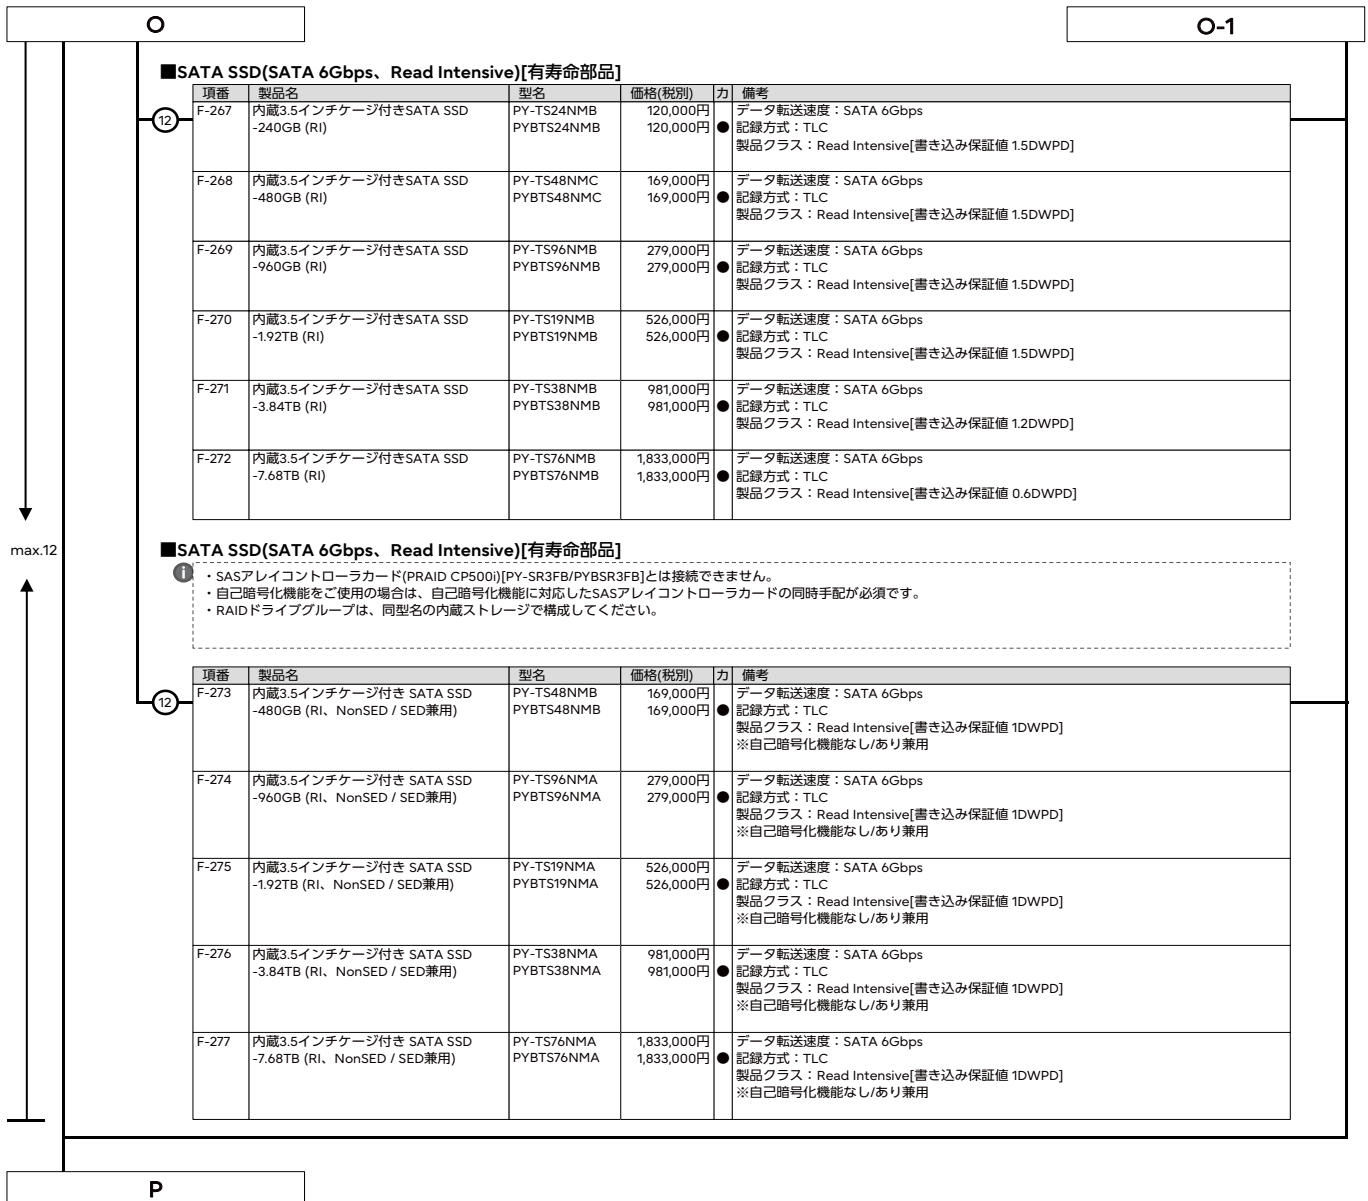 O
O-1
■SATA SSD(SATA 6Gbps、Read Intensive)[有寿命部品]
項番 製品名 型名 価格(税別) カ 備考
12
F-267 内蔵3.5インチケージ付きSATA SSD PY-TS24NMB 120,000円 データ転送速度：SATA 6Gbps
-240GB (RI) PYBTS24NMB 120,000円 ● 記録方式：TLC
製品クラス：Read Intensive[書き込み保証値 1.5DWPD]
F-268 内蔵3.5インチケージ付きSATA SSD PY-TS48NMC 169,000円 データ転送速度：SATA 6Gbps
-480GB (RI) PYBTS48NMC 169,000円 ● 記録方式：TLC
製品クラス：Read Intensive[書き込み保証値 1.5DWPD]
F-269 内蔵3.5インチケージ付きSATA SSD PY-TS96NMB 279,000円 データ転送速度：SATA 6Gbps
-960GB (RI) PYBTS96NMB 279,000円 ● 記録方式：TLC
製品クラス：Read Intensive[書き込み保証値 1.5DWPD]
F-270 内蔵3.5インチケージ付きSATA SSD PY-TS19NMB 526,000円 データ転送速度：SATA 6Gbps
-1.92TB (RI) PYBTS19NMB 526,000円 ● 記録方式：TLC
製品クラス：Read Intensive[書き込み保証値 1.5DWPD]
F-271 内蔵3.5インチケージ付きSATA SSD PY-TS38NMB 981,000円 データ転送速度：SATA 6Gbps
-3.84TB (RI) PYBTS38NMB 981,000円 ● 記録方式：TLC
製品クラス：Read Intensive[書き込み保証値 1.2DWPD]
F-272 内蔵3.5インチケージ付きSATA SSD PY-TS76NMB 1,833,000円 データ転送速度：SATA 6Gbps
-7.68TB (RI) PYBTS76NMB 1,833,000円 ● 記録方式：TLC
製品クラス：Read Intensive[書き込み保証値 0.6DWPD]
max.12
■SATA SSD(SATA 6Gbps、Read Intensive)[有寿命部品]
・SASアレイコントローラカード(PRAID CP500i)[PY-SR3FB/PYBSR3FB]とは接続できません。
・自己暗号化機能をご使用の場合は、自己暗号化機能に対応したSASアレイコントローラカードの同時手配が必須です。
・RAIDドライブグループは、同型名の内蔵ストレージで構成してください。
項番 製品名 型名 価格(税別) カ 備考
12
F-273 内蔵3.5インチケージ付き SATA SSD PY-TS48NMB 169,000円 データ転送速度：SATA 6Gbps
-480GB (RI、NonSED / SED兼用) PYBTS48NMB 169,000円 ● 記録方式：TLC
製品クラス：Read Intensive[書き込み保証値 1DWPD]
※自己暗号化機能なし/あり兼用
F-274 内蔵3.5インチケージ付き SATA SSD PY-TS96NMA 279,000円 データ転送速度：SATA 6Gbps
-960GB (RI、NonSED / SED兼用) PYBTS96NMA 279,000円 ● 記録方式：TLC
製品クラス：Read Intensive[書き込み保証値 1DWPD]
※自己暗号化機能なし/あり兼用
F-275 内蔵3.5インチケージ付き SATA SSD PY-TS19NMA 526,000円 データ転送速度：SATA 6Gbps
-1.92TB (RI、NonSED / SED兼用) PYBTS19NMA 526,000円 ● 記録方式：TLC
製品クラス：Read Intensive[書き込み保証値 1DWPD]
※自己暗号化機能なし/あり兼用
F-276 内蔵3.5インチケージ付き SATA SSD PY-TS38NMA 981,000円 データ転送速度：SATA 6Gbps
-3.84TB (RI、NonSED / SED兼用) PYBTS38NMA 981,000円 ● 記録方式：TLC
製品クラス：Read Intensive[書き込み保証値 1DWPD]
※自己暗号化機能なし/あり兼用
F-277 内蔵3.5インチケージ付き SATA SSD PY-TS76NMA 1,833,000円 データ転送速度：SATA 6Gbps
-7.68TB (RI、NonSED / SED兼用) PYBTS76NMA 1,833,000円 ● 記録方式：TLC
製品クラス：Read Intensive[書き込み保証値 1DWPD]
※自己暗号化機能なし/あり兼用
P